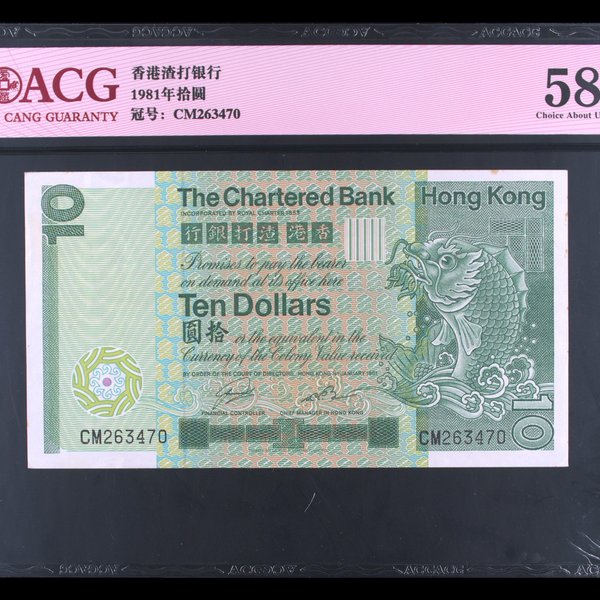 ACG
CANG GUARANTY
香港渣打银行
1981年拾圆
冠号：CM263470
58
Choice About U
10
The Chartered Bank
Hong Kong
INCORPORATED BY ROYAL CHARTER 1853
行銀打渣港香
Promises to pay the bearer
on demand at its office here
Ten Dollars
圓拾
or the equivalent in the
Currency of the Colony Value received
BY ORDER OF THE COURT OF DIRECTORS, HONG KONG 1ST JANUARY 1981
FINANCIAL CONTROLLER
CHIEF MANAGER IN HONG KONG
CM263470
CM263470
10